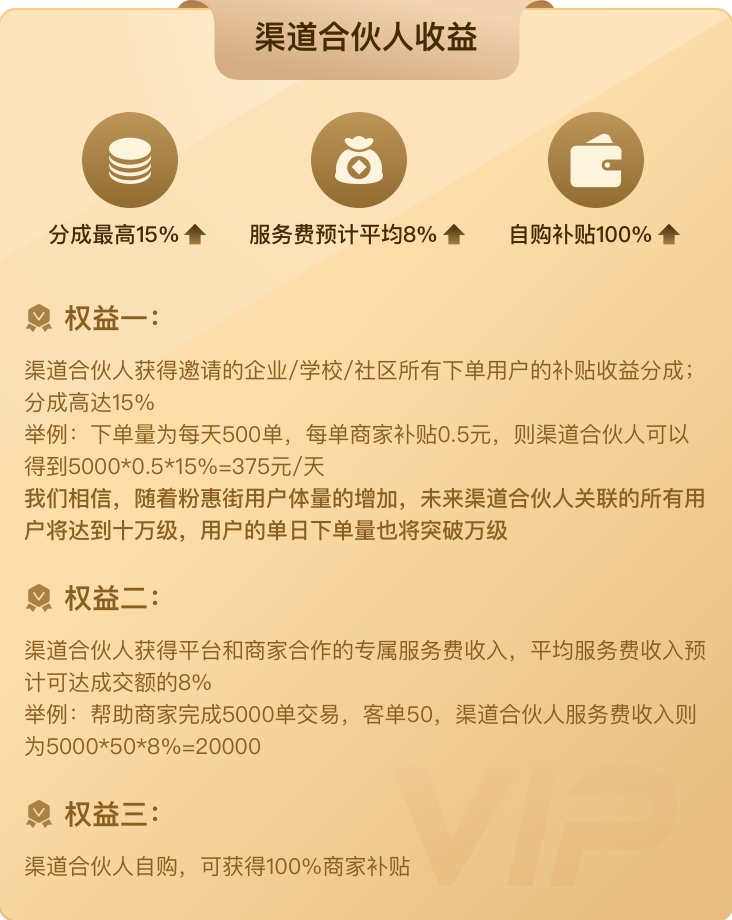 渠道合伙人收益
分成最高15%
服务费预计平均8%
自购补贴100%
权益一：
渠道合伙人获得邀请的企业/学校/社区所有下单用户的补贴收益分成；
分成高达15%
举例：下单量为每天500单，每单商家补贴0.5元，则渠道合伙人可以
得到5000*0.5*15%=375元/天
我们相信，随着粉惠街用户体量的增加，未来渠道合伙人关联的所有用
户将达到十万级，用户的单日下单量也将突破万级
权益二：
渠道合伙人获得平台和商家合作的专属服务费收入，平均服务费收入预
计可达成交额的8%
举例：帮助商家完成5000单交易，客单50，渠道合伙人服务费收入则
为5000*50*8%=20000
权益三：
渠道合伙人自购，可获得100%商家补贴
VIP